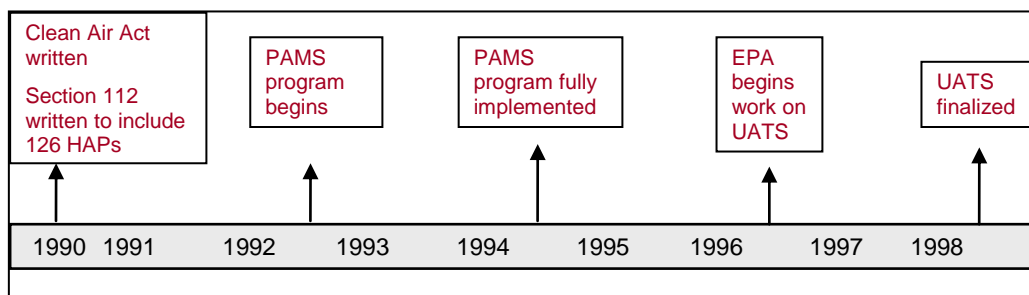 Clean Air Act
written
Section 112
written to include
126 HAPs
PAMS
program
begins
PAMS
program fully
implemented
EPA
begins
work on
UATS
UATS
finalized
1990 1991 1992 1993 1994 1995 1996 1997 1998